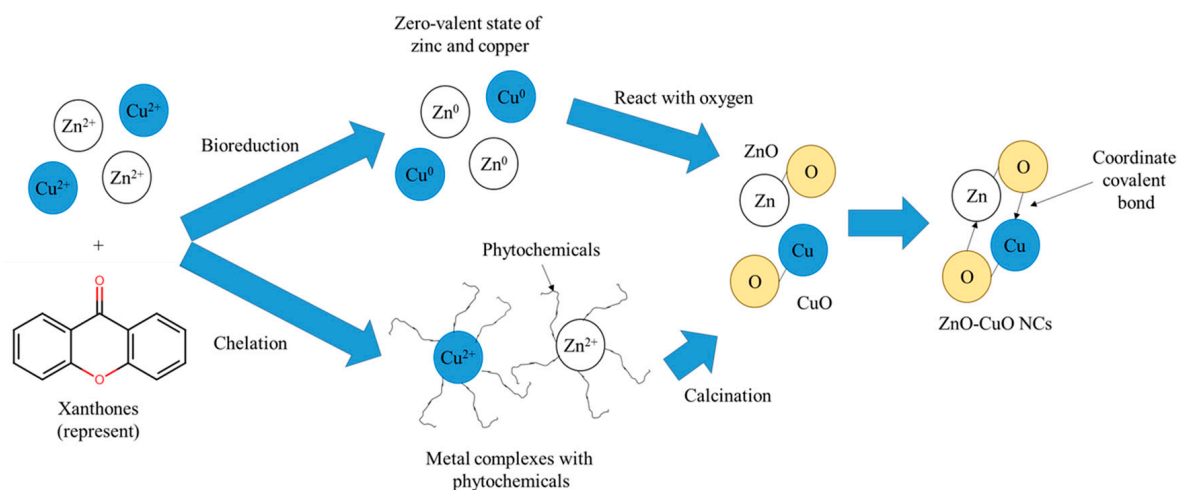 Zero-valent state of
zinc and copper
Cu²⁺
Zn²⁺
Cu²⁺
Zn²⁺
+
O
O
Xanthones
(represent)
Bioreduction
Chelation
Cu⁰
Zn⁰
Cu⁰
Zn⁰
React with oxygen
Phytochemicals
Cu²⁺
Zn²⁺
Metal complexes with
phytochemicals
Calcination
ZnO
O
Zn
Cu
O
CuO
Coordinate
covalent
bond
O
Zn
Cu
O
ZnO-CuO NCs